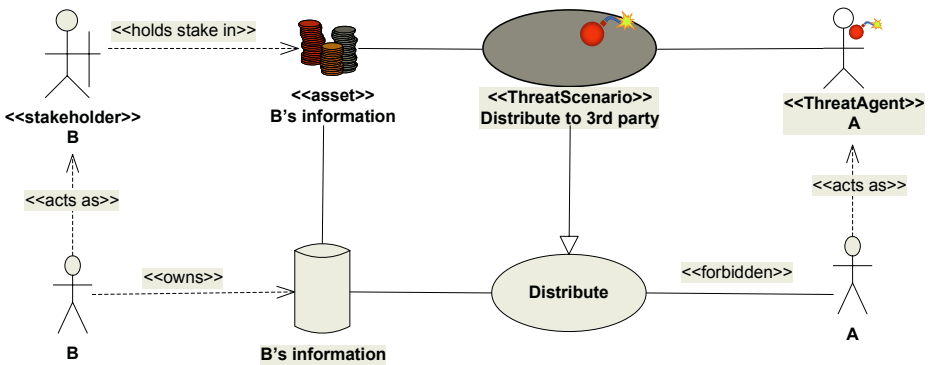 <<holds stake in>>
<<stakeholder>>
B
<<asset>>
B's information
<<ThreatScenario>>
Distribute to 3rd party
<<ThreatAgent>>
A
<<acts as>>
<<acts as>>
<<owns>>
Distribute
<<forbidden>>
B
B's information
A